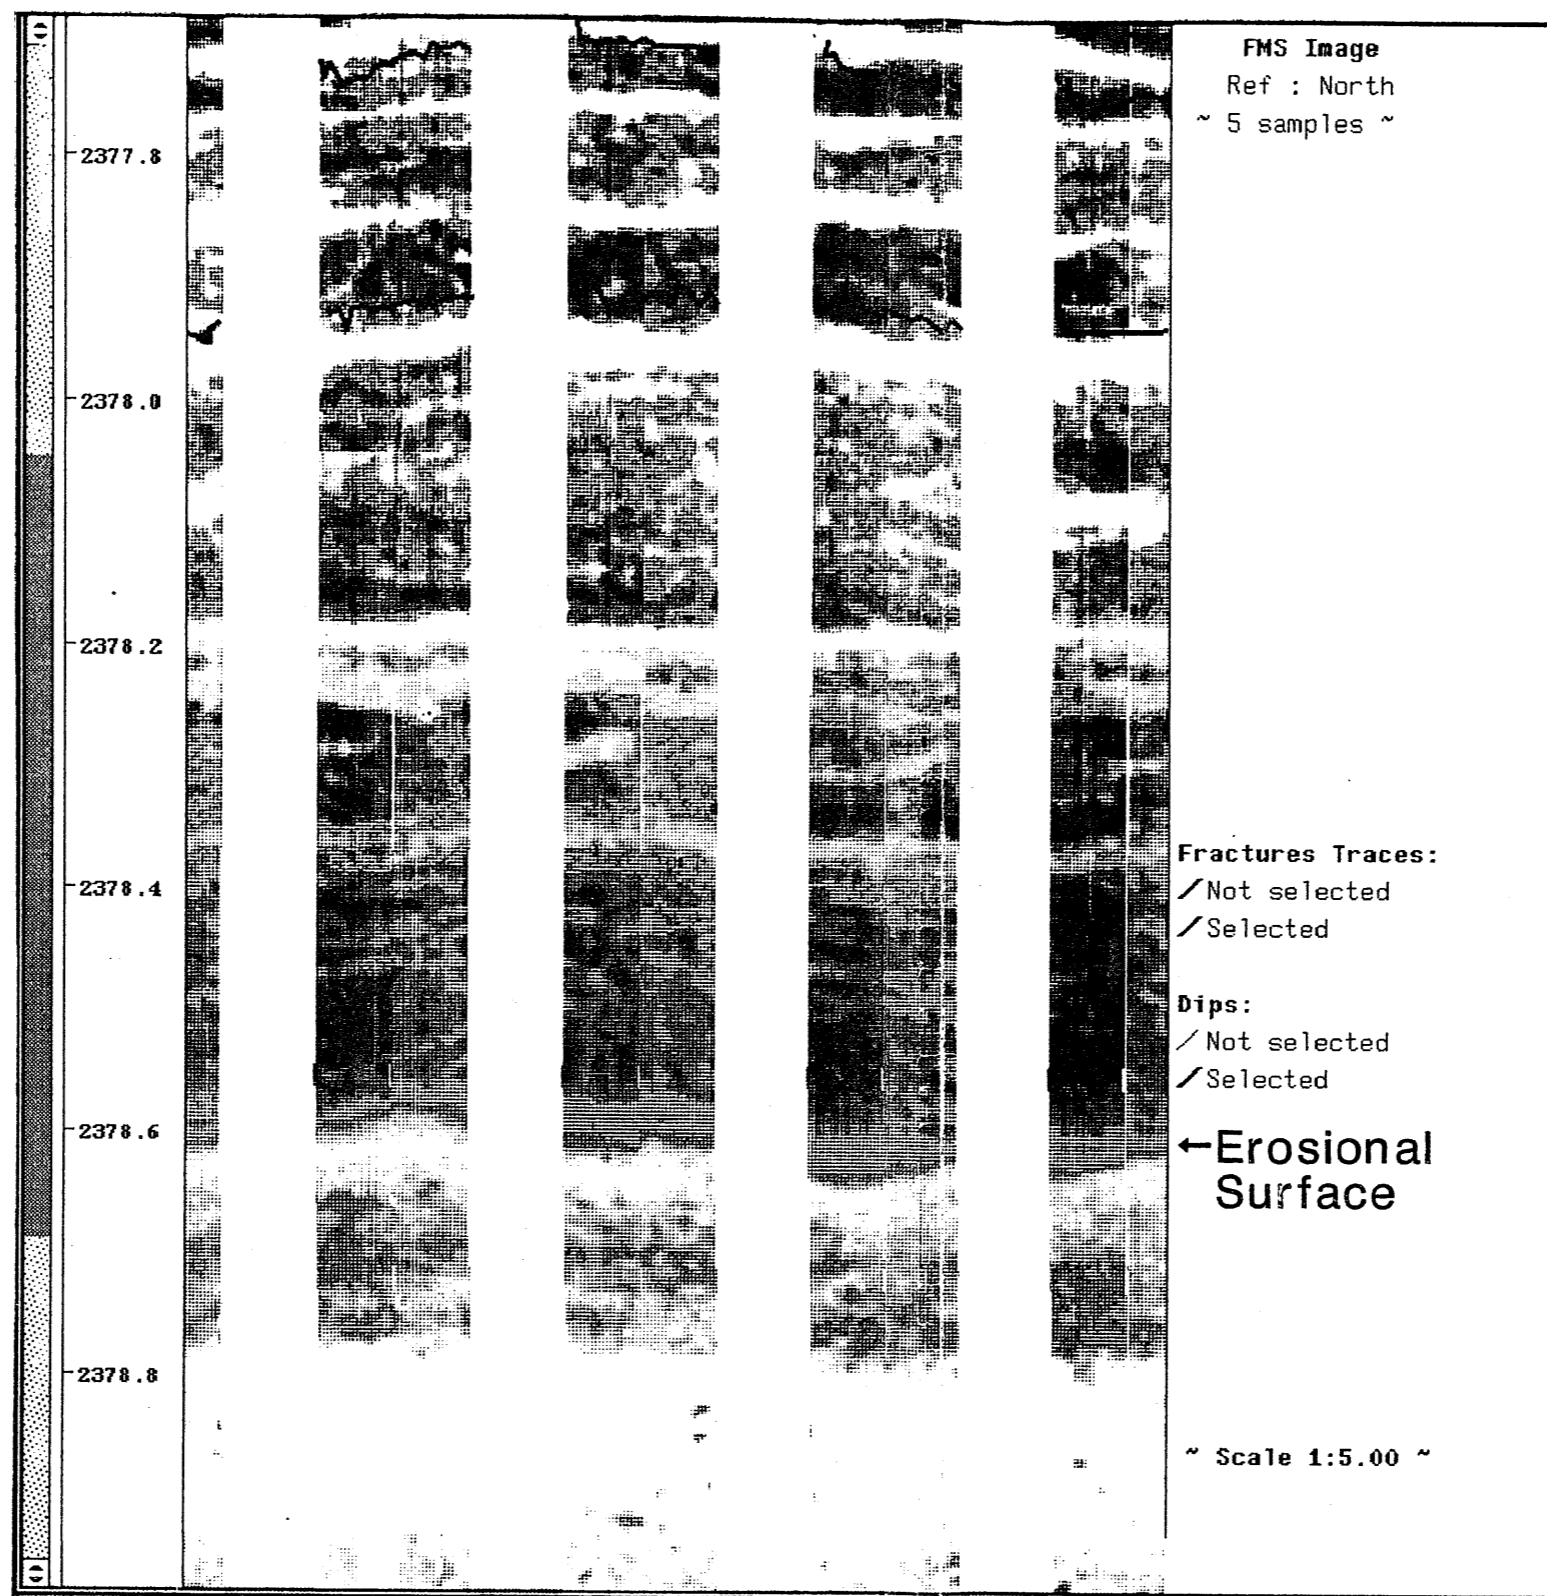 FMS Image
Ref : North
~ 5 samples ~
2377.8
2378.0
2378.2
2378.4
2378.6
2378.8
Fractures Traces:
Not selected
Selected
Dips:
Not selected
Selected
←Erosional
Surface
~ Scale 1:5.00 ~